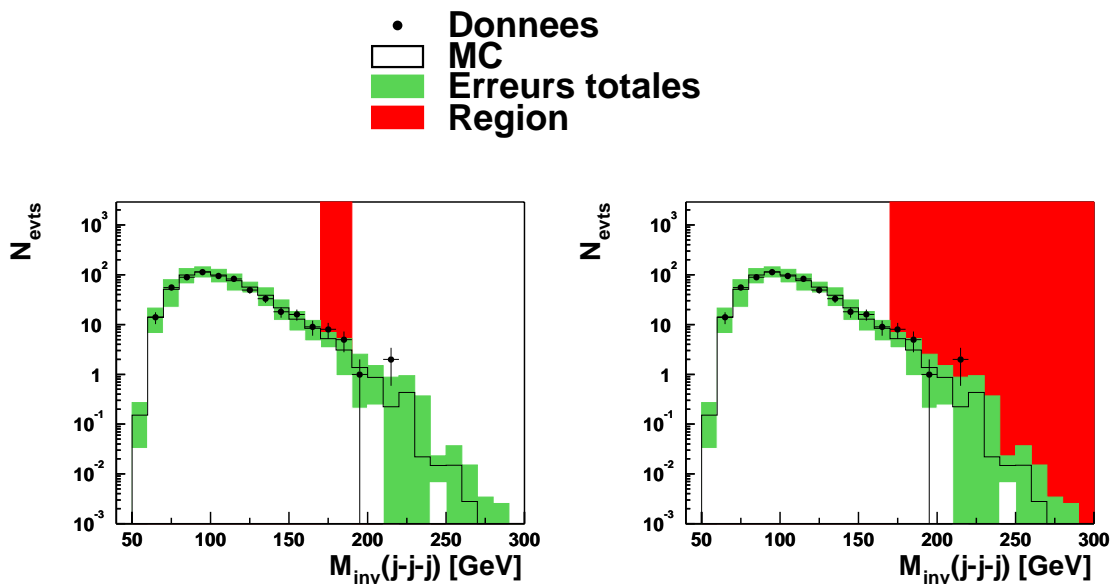 Donnees
MC
Erreurs totales
Region
N_evts
10^3
10^2
10
1
10^-1
10^-2
10^-3
50 100 150 200 250 300
M_inv(j-j-j) [GeV]
N_evts
10^3
10^2
10
1
10^-1
10^-2
10^-3
50 100 150 200 250 300
M_inv(j-j-j) [GeV]